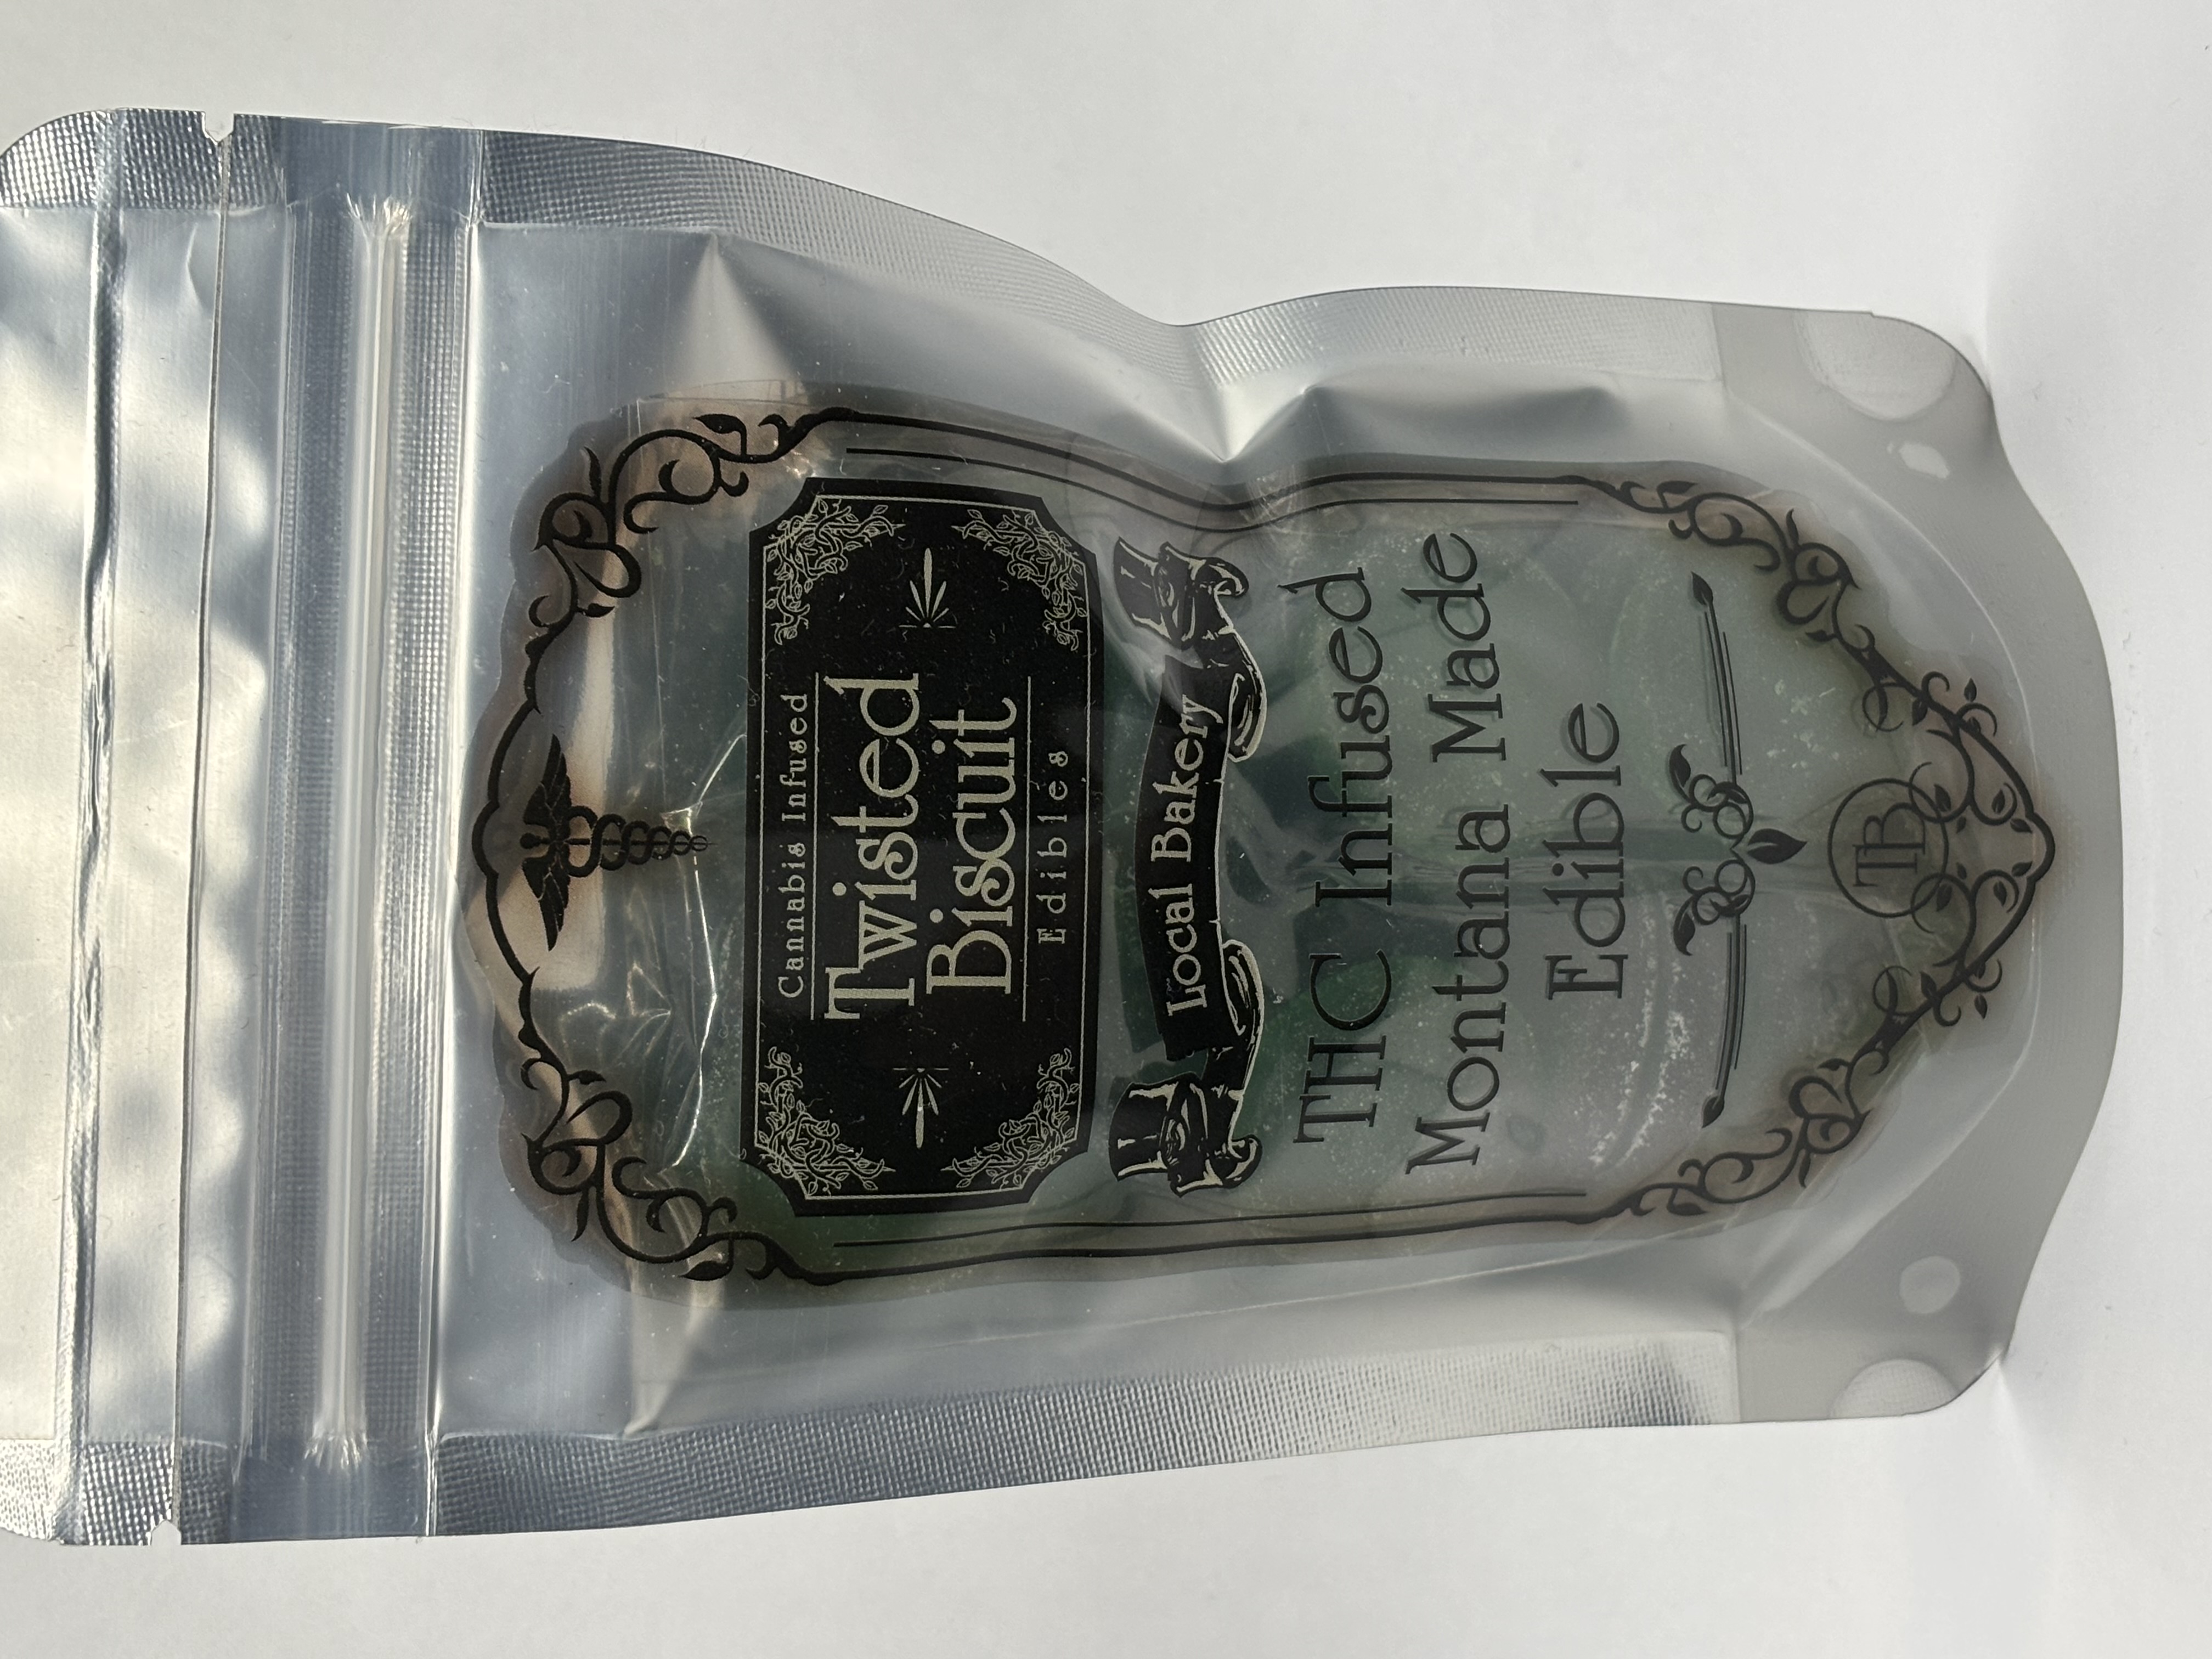 Cannabis Infused
Twisted
Biscuit
Edibles
Local Bakery
THC Infused
Montana Made
Edible
TB